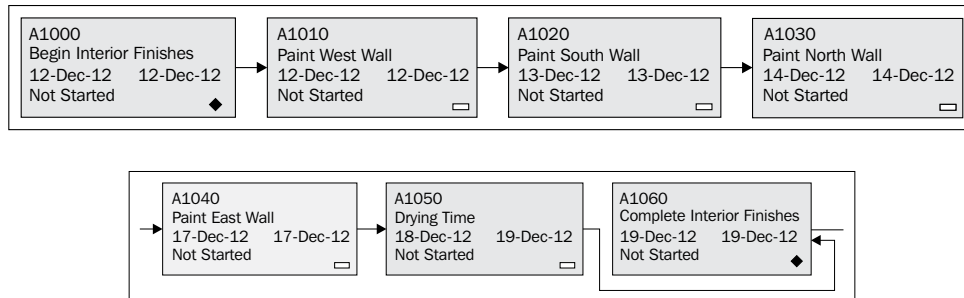 A1000
Begin Interior Finishes
12-Dec-12 12-Dec-12
Not Started
A1010
Paint West Wall
12-Dec-12 12-Dec-12
Not Started
A1020
Paint South Wall
13-Dec-12 13-Dec-12
Not Started
A1030
Paint North Wall
14-Dec-12 14-Dec-12
Not Started
A1040
Paint East Wall
17-Dec-12 17-Dec-12
Not Started
A1050
Drying Time
18-Dec-12 19-Dec-12
Not Started
A1060
Complete Interior Finishes
19-Dec-12 19-Dec-12
Not Started